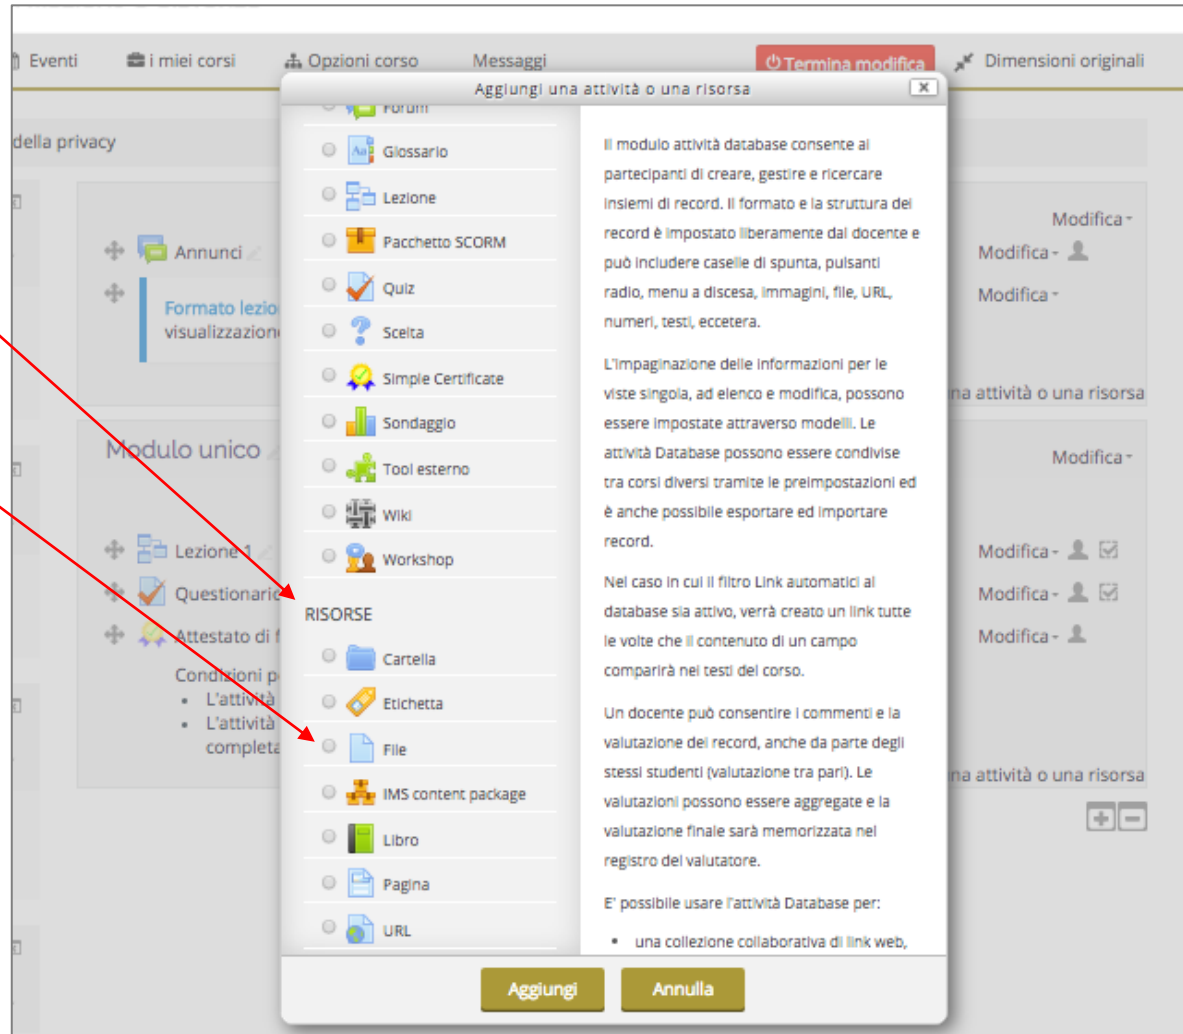 Eventi
i miei corsi
Opzioni corso
Messaggi
Termina modifica
Dimensioni originali
Aggiungi una attività o una risorsa
x
della privacy
Modifica
Annunci
Modifica
Formato lezio
visualizzazion
Modifica
na attività o una risorsa
Modulo unico
Modifica
Lezione 1
Modifica
Questionario
Modifica
Attestato di f
Modifica
Condizioni p
L'attività
L'attività
completa
na attività o una risorsa
Forum
Glossario
Lezione
Pacchetto SCORM
Quiz
Scelta
Simple Certificate
Sondaggio
Tool esterno
Wiki
Workshop
RISORSE
Cartella
Etichetta
File
IMS content package
Libro
Pagina
URL
Il modulo attività database consente ai
partecipanti di creare, gestire e ricercare
insiemi di record. Il formato e la struttura dei
record è impostato liberamente dal docente e
può includere caselle di spunta, pulsanti
radio, menu a discesa, immagini, file, URL,
numeri, testi, eccetera.
L'impaginazione delle informazioni per le
viste singola, ad elenco e modifica, possono
essere impostate attraverso modelli. Le
attività Database possono essere condivise
tra corsi diversi tramite le preimpostazioni ed
è anche possibile esportare ed importare
record.
Nel caso in cui il filtro Link automatici al
database sia attivo, verrà creato un link tutte
le volte che il contenuto di un campo
comparirà nei testi del corso.
Un docente può consentire i commenti e la
valutazione dei record, anche da parte degli
stessi studenti (valutazione tra pari). Le
valutazioni possono essere aggregate e la
valutazione finale sarà memorizzata nel
registro del valutatore.
E' possibile usare l'attività Database per:
una collezione collaborativa di link web,
Aggiungi
Annulla